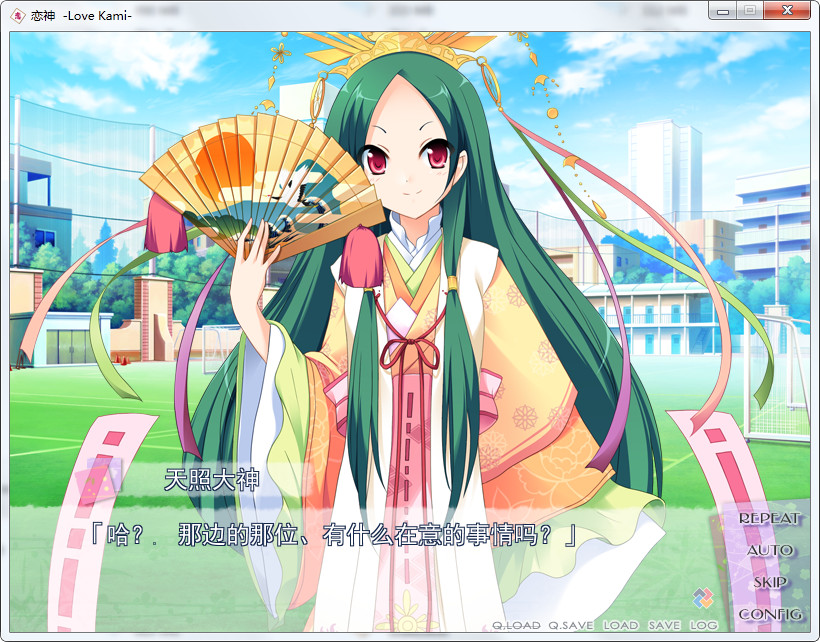 恋神 -Love Kami-
天照大神
「哈？． 那边的那位、有什么在意的事情吗？」
REPEAT
AUTO
SKIP
CONFIG
Q.LOAD Q.SAVE LOAD SAVE LOG